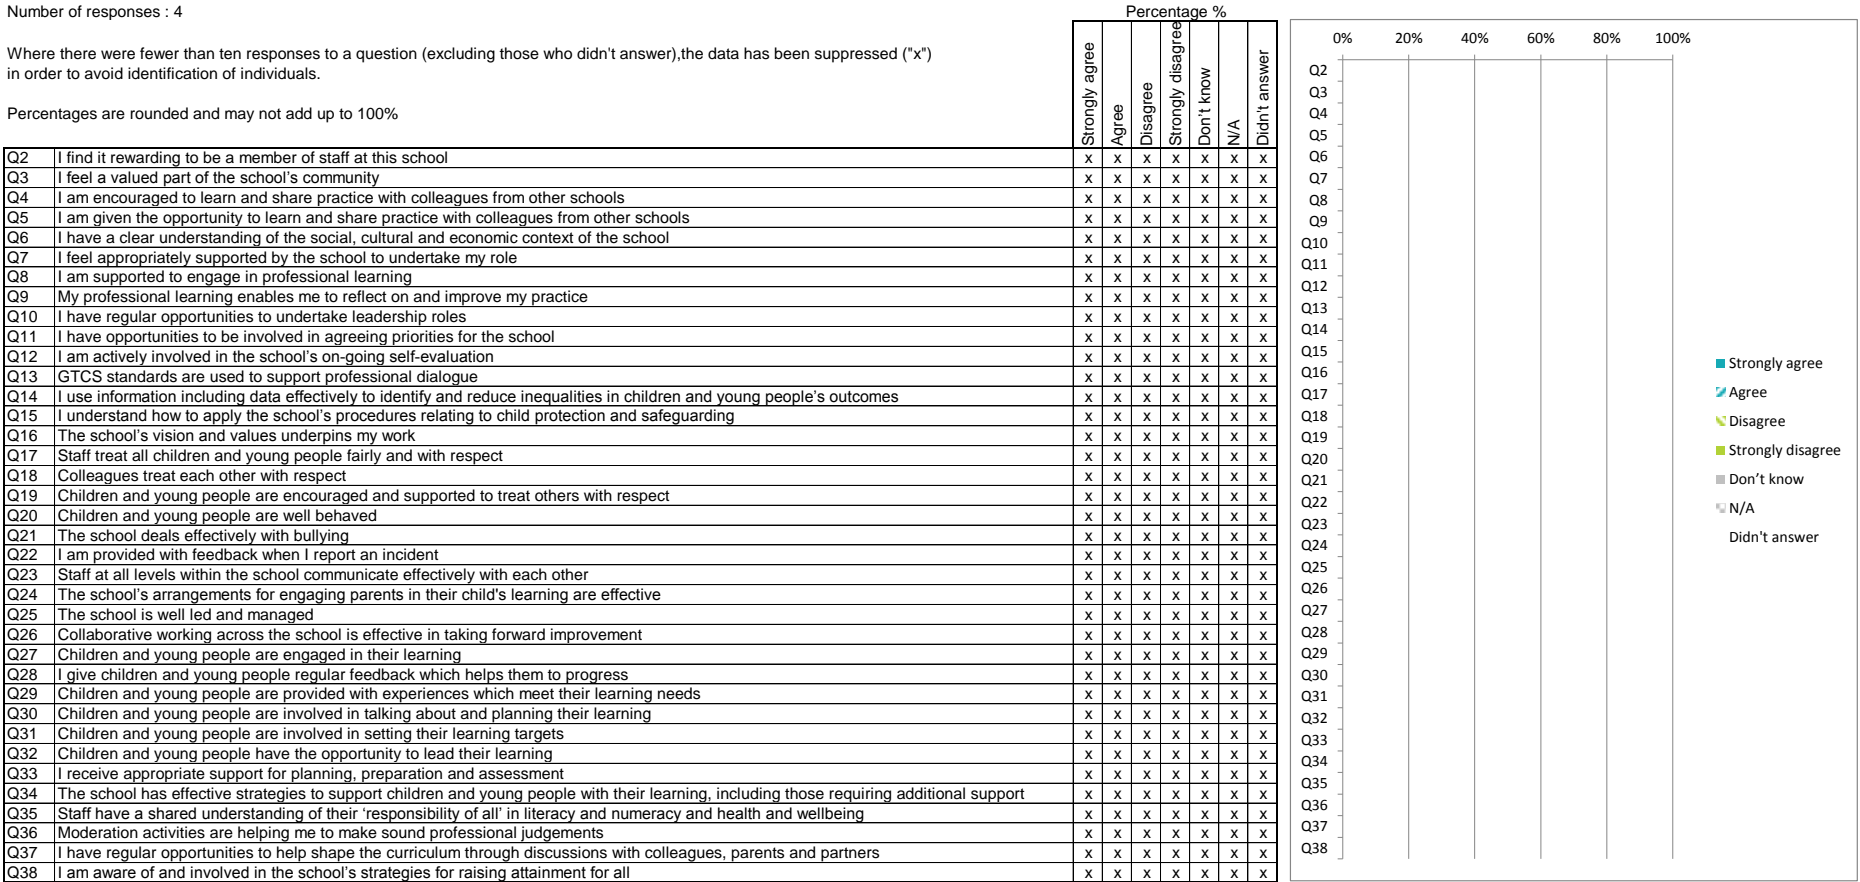 Number of responses : 4
Percentage %
Where there were fewer than ten responses to a question (excluding those who didn't answer),the data has been suppressed ("x")
in order to avoid identification of individuals.
Percentages are rounded and may not add up to 100%
Strongly agree
Agree
Disagree
Strongly disagree
Don't know
N/A
Didn't answer
Q2 I find it rewarding to be a member of staff at this school x x x x x x x
Q3 I feel a valued part of the school's community x x x x x x x
Q4 I am encouraged to learn and share practice with colleagues from other schools x x x x x x x
Q5 I am given the opportunity to learn and share practice with colleagues from other schools x x x x x x x
Q6 I have a clear understanding of the social, cultural and economic context of the school x x x x x x x
Q7 I feel appropriately supported by the school to undertake my role x x x x x x x
Q8 I am supported to engage in professional learning x x x x x x x
Q9 My professional learning enables me to reflect on and improve my practice x x x x x x x
Q10 I have regular opportunities to undertake leadership roles x x x x x x x
Q11 I have opportunities to be involved in agreeing priorities for the school x x x x x x x
Q12 I am actively involved in the school's on-going self-evaluation x x x x x x x
Q13 GTCS standards are used to support professional dialogue x x x x x x x
Q14 I use information including data effectively to identify and reduce inequalities in children and young people's outcomes x x x x x x x
Q15 I understand how to apply the school's procedures relating to child protection and safeguarding x x x x x x x
Q16 The school's vision and values underpins my work x x x x x x x
Q17 Staff treat all children and young people fairly and with respect x x x x x x x
Q18 Colleagues treat each other with respect x x x x x x x
Q19 Children and young people are encouraged and supported to treat others with respect x x x x x x x
Q20 Children and young people are well behaved x x x x x x x
Q21 The school deals effectively with bullying x x x x x x x
Q22 I am provided with feedback when I report an incident x x x x x x x
Q23 Staff at all levels within the school communicate effectively with each other x x x x x x x
Q24 The school's arrangements for engaging parents in their child's learning are effective x x x x x x x
Q25 The school is well led and managed x x x x x x x
Q26 Collaborative working across the school is effective in taking forward improvement x x x x x x x
Q27 Children and young people are engaged in their learning x x x x x x x
Q28 I give children and young people regular feedback which helps them to progress x x x x x x x
Q29 Children and young people are provided with experiences which meet their learning needs x x x x x x x
Q30 Children and young people are involved in talking about and planning their learning x x x x x x x
Q31 Children and young people are involved in setting their learning targets x x x x x x x
Q32 Children and young people have the opportunity to lead their learning x x x x x x x
Q33 I receive appropriate support for planning, preparation and assessment x x x x x x x
Q34 The school has effective strategies to support children and young people with their learning, including those requiring additional support x x x x x x x
Q35 Staff have a shared understanding of their 'responsibility of all' in literacy and numeracy and health and wellbeing x x x x x x x
Q36 Moderation activities are helping me to make sound professional judgements x x x x x x x
Q37 I have regular opportunities to help shape the curriculum through discussions with colleagues, parents and partners x x x x x x x
Q38 I am aware of and involved in the school's strategies for raising attainment for all x x x x x x x
0% 20% 40% 60% 80% 100%
Q2
Q3
Q4
Q5
Q6
Q7
Q8
Q9
Q10
Q11
Q12
Q13
Q14
Q15
Q16
Q17
Q18
Q19
Q20
Q21
Q22
Q23
Q24
Q25
Q26
Q27
Q28
Q29
Q30
Q31
Q32
Q33
Q34
Q35
Q36
Q37
Q38
Strongly agree
Agree
Disagree
Strongly disagree
Don't know
N/A
Didn't answer